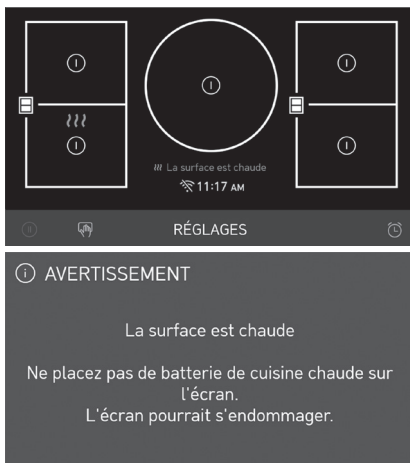 La surface est chaude
11:17 AM
RÉGLAGES
AVERTISSEMENT
La surface est chaude
Ne placez pas de batterie de cuisine chaude sur
l'écran.
L'écran pourrait s'endommager.